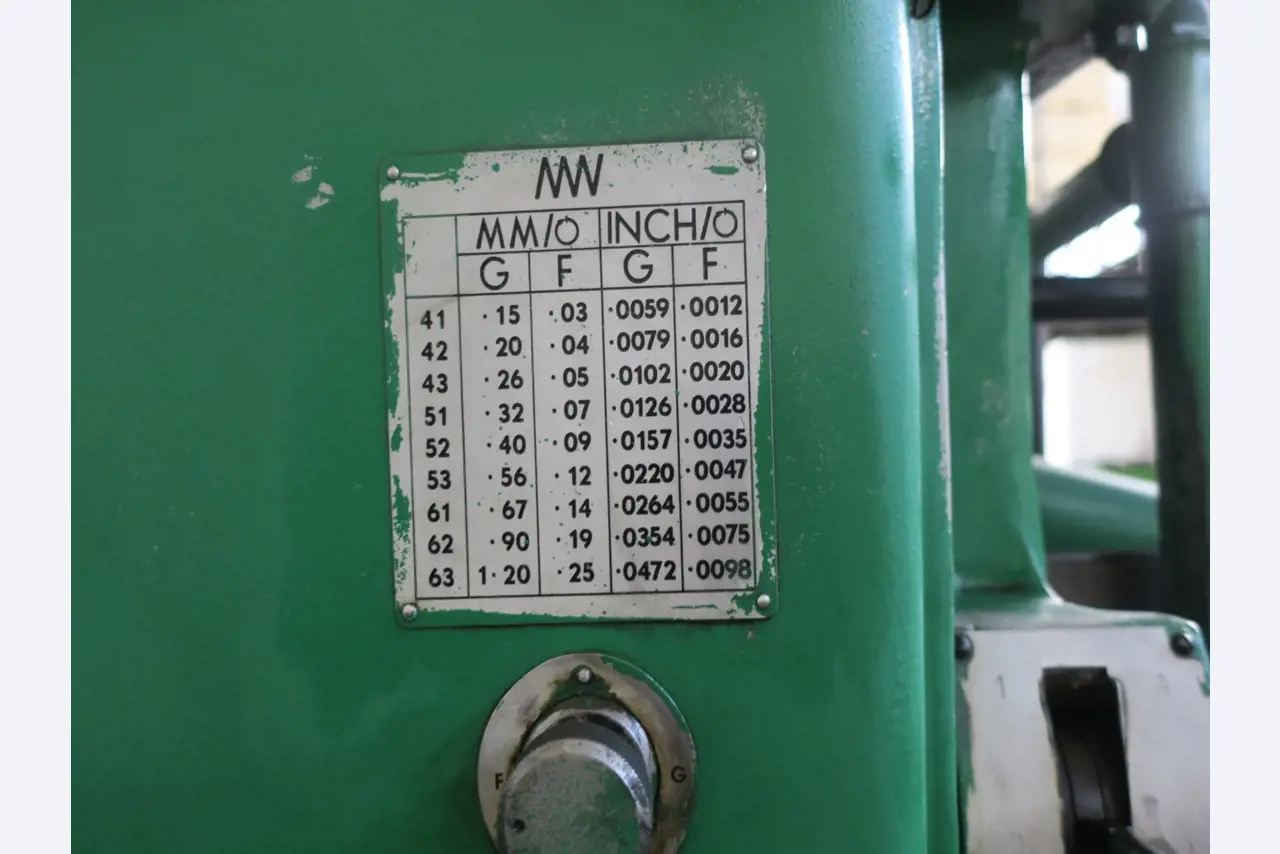 MM/O INCH/O
G F G F
41 ·15 ·03 ·0059 ·0012
42 ·20 ·04 ·0079 ·0016
43 ·26 ·05 ·0102 ·0020
51 ·32 ·07 ·0126 ·0028
52 ·40 ·09 ·0157 ·0035
53 ·56 ·12 ·0220 ·0047
61 ·67 ·14 ·0264 ·0055
62 ·90 ·19 ·0354 ·0075
63 1·20 ·25 ·0472 ·0098
F G
1